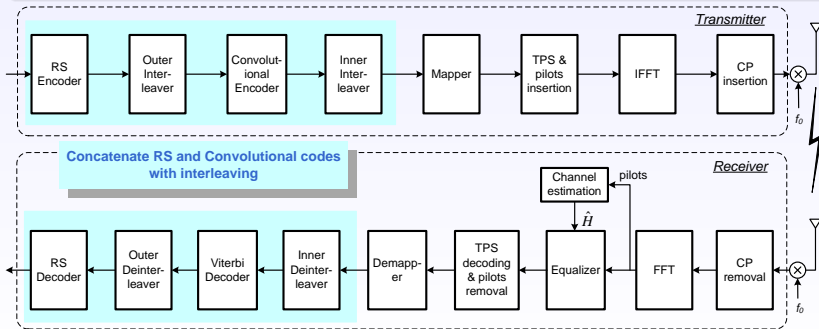 Transmitter
RS
Encoder
Outer
Inter-
leaver
Convolut-
ional
Encoder
Inner
Inter-
leaver
Mapper
TPS &
pilots
insertion
IFFT
CP
insertion
f₀
Concatenate RS and Convolutional codes
with interleaving
Receiver
Channel
estimation
pilots
Ĥ
RS
Decoder
Outer
Deinter-
leaver
Viterbi
Decoder
Inner
Deinter-
leaver
Demapp-
er
TPS
decoding
& pilots
removal
Equalizer
FFT
CP
removal
f₀